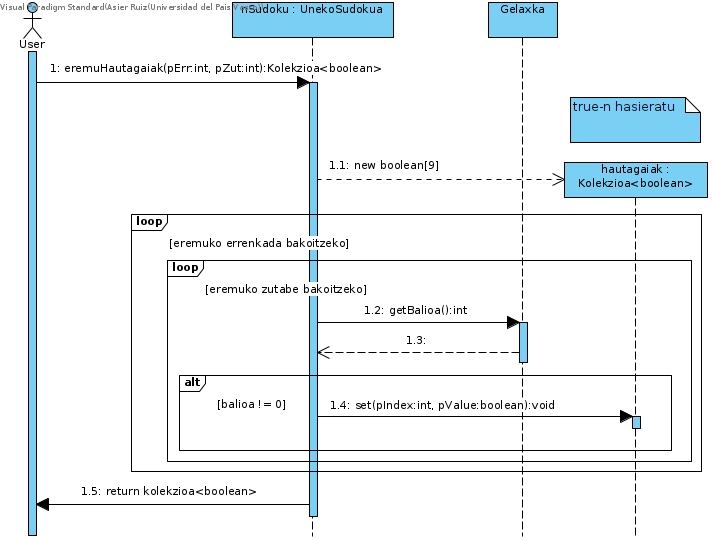 Visual Paradigm Standard(Asier Ruiz(Universidad del Pais
nSudoku : UnekoSudokua
Gelaxka
User
1: eremuHautagaiak(pErr:int, pZut:int):Kolekzioa<boolean>
true-n hasieratu
1.1: new boolean[9]
hautagaiak :
Kolekzioa<boolean>
loop
[eremuko errenkada bakoitzeko]
loop
[eremuko zutabe bakoitzeko]
1.2: getBalioa():int
1.3:
alt
[balioa != 0]
1.4: set(pIndex:int, pValue:boolean):void
1.5: return kolekzioa<boolean>